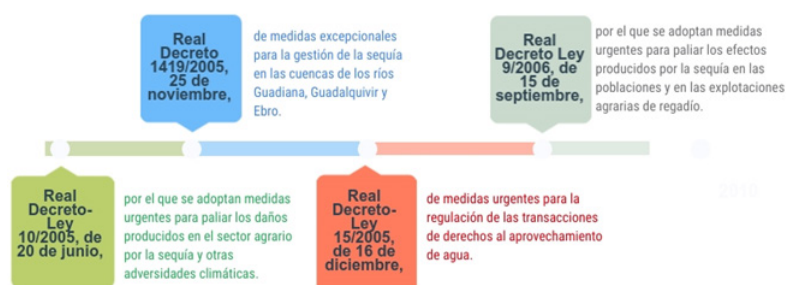 Real
Decreto
1419/2005,
25 de
noviembre,
de medidas excepcionales
para la gestión de la sequía
en las cuencas de los ríos
Guadiana, Guadalquivir y
Ebro.
Real
Decreto Ley
9/2006, de
15 de
septiembre,
por el que se adoptan medidas
urgentes para paliar los efectos
producidos por la sequía en las
poblaciones y en las explotaciones
agrarias de regadío.
Real
Decreto-
Ley
10/2005, de
20 de junio,
por el que se adoptan medidas
urgentes para paliar los daños
producidos en el sector agrario
por la sequía y otras
adversidades climáticas.
Real
Decreto-
Ley
15/2005,
de 16 de
diciembre,
de medidas urgentes para la
regulación de las transacciones
de derechos al aprovechamiento
de agua.